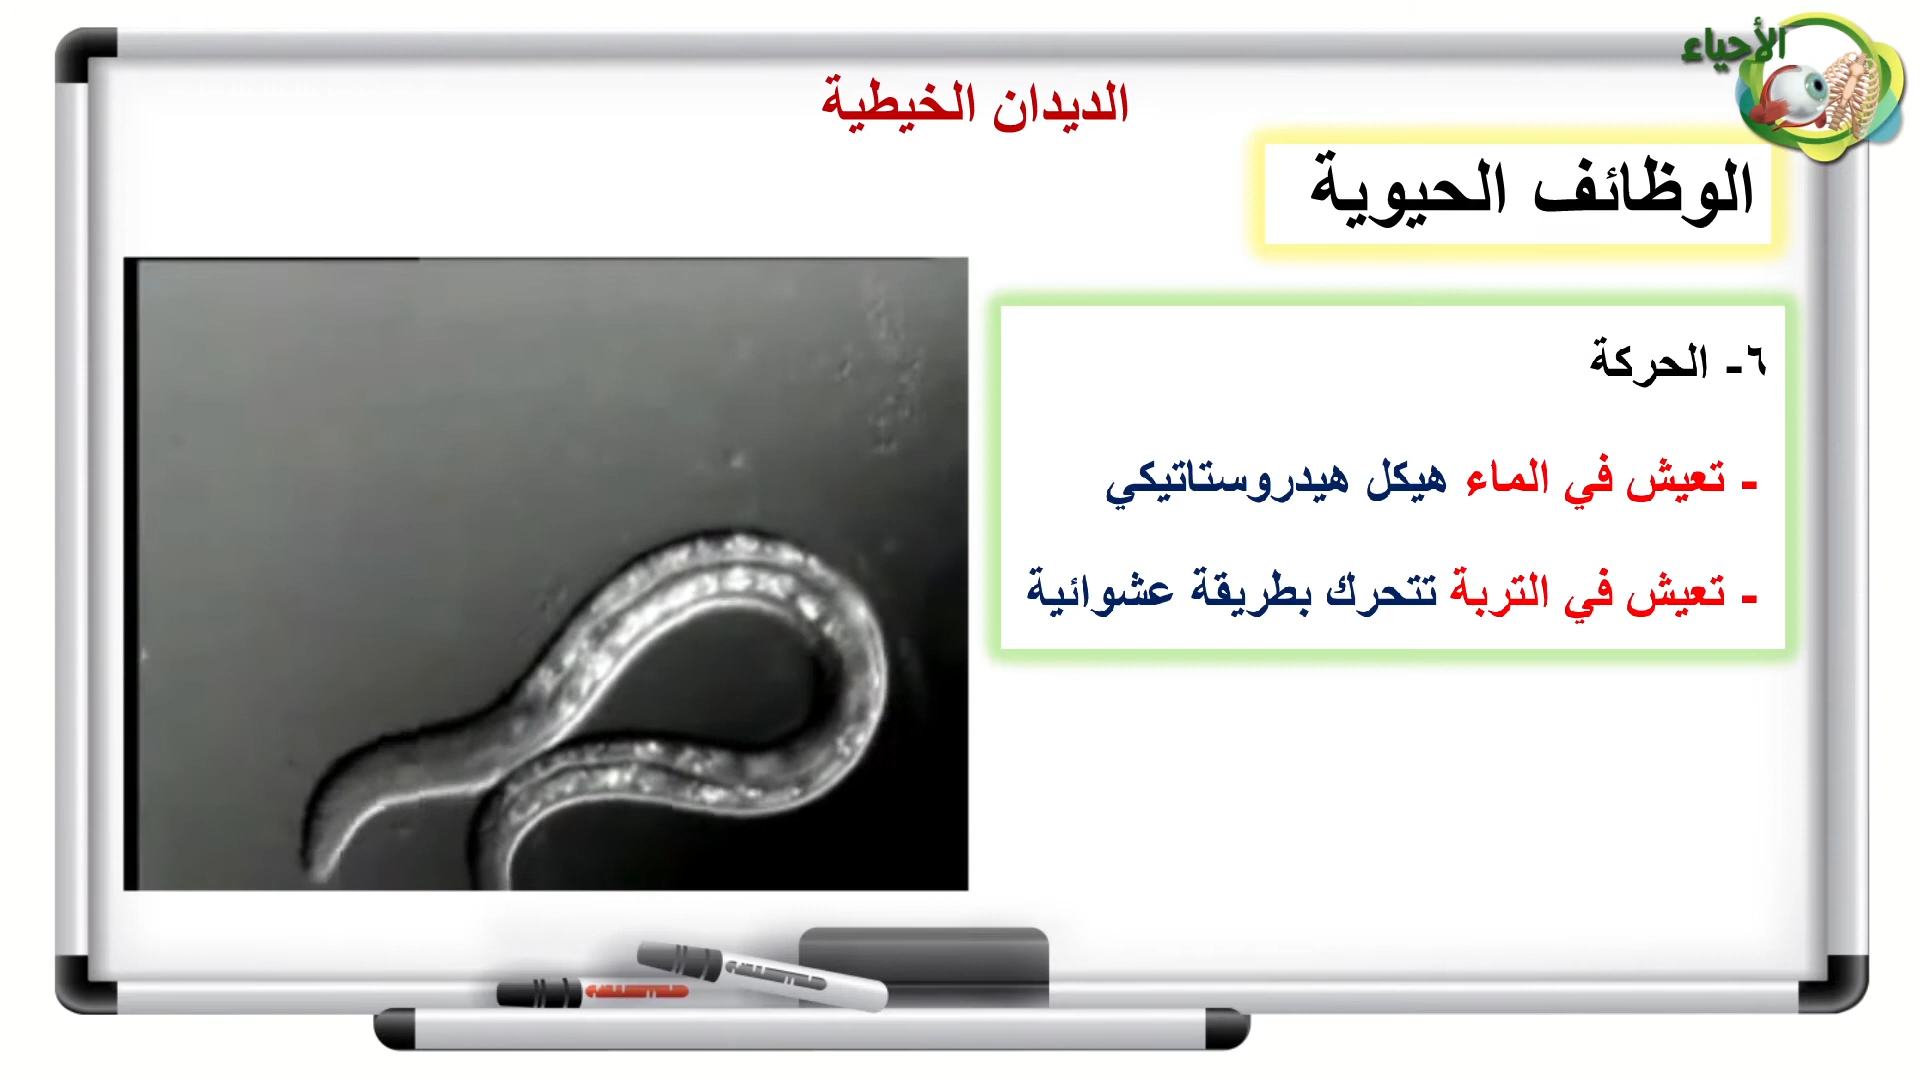 الأحياء
الديدان الخيطية
الوظائف الحيوية
٦- الحركة
- تعيش في الماء هيكل هيدروستاتيكي
- تعيش في التربة تتحرك بطريقة عشوائية